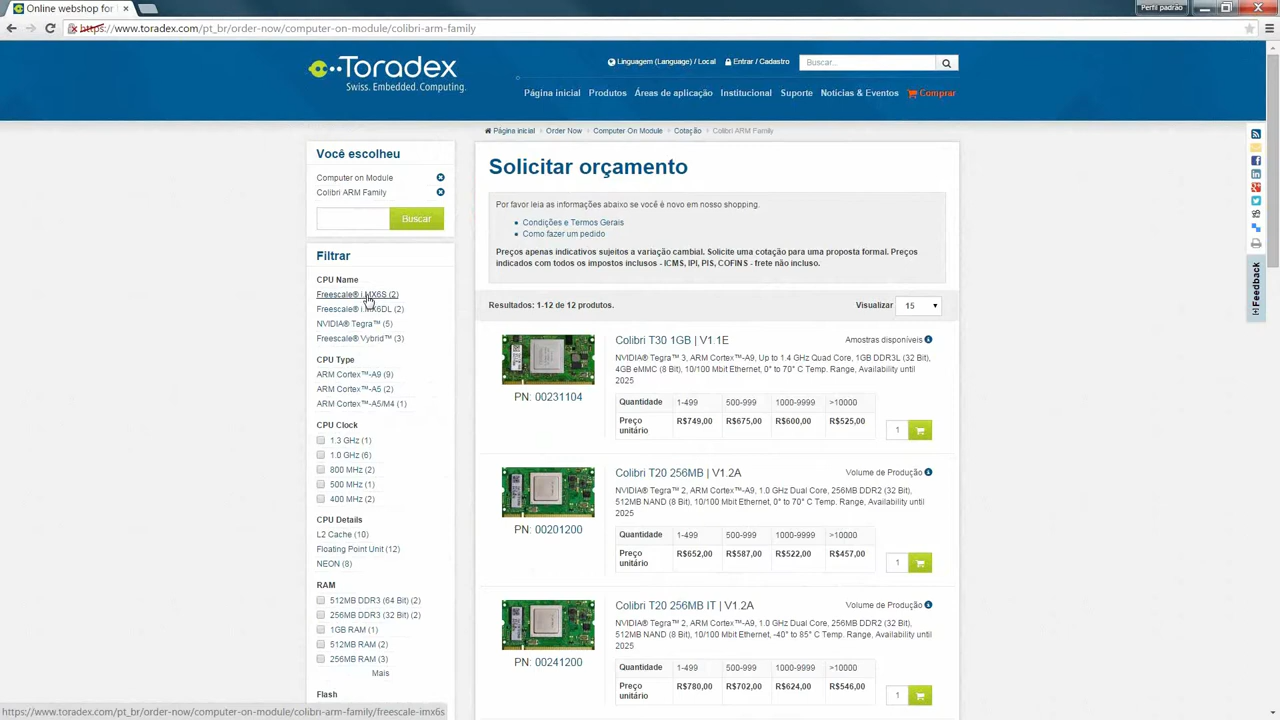 Online webshop for
Perfil padrão
https://www.toradex.com/pt_br/order-now/computer-on-module/colibri-arm-family
Toradex
Swiss. Embedded. Computing.
Linguagem (Language) / Local
Entrar / Cadastro
Buscar...
Página inicial
Produtos
Áreas de aplicação
Institucional
Suporte
Noticias & Eventos
Comprar
Página inicial
Order Now
Computer On Module
Cotação
Colibri ARM Family
Você escolheu
Computer on Module
Colibri ARM Family
Buscar
Filtrar
CPU Name
Freescale® i.MX6S (2)
Freescale® i.MX6DL (2)
NVIDIA® Tegra™ (5)
Freescale® Vybrid™ (3)
CPU Type
ARM Cortex™-A9 (9)
ARM Cortex™-A5 (2)
ARM Cortex™-A5/M4 (1)
CPU Clock
1.3 GHz (1)
1.0 GHz (6)
800 MHz (2)
500 MHz (1)
400 MHz (2)
CPU Details
L2 Cache (10)
Floating Point Unit (12)
NEON (8)
RAM
512MB DDR3 (64 Bit) (2)
256MB DDR3 (32 Bit) (2)
1GB RAM (1)
512MB RAM (2)
256MB RAM (3)
Mais
Flash
Solicitar orçamento
Por favor leia as informações abaixo se você é novo em nosso shopping.
Condições e Termos Gerais
Como fazer um pedido
Preços apenas indicativos sujeitos a variação cambial. Solicite uma cotação para uma proposta formal. Preços
indicados com todos os impostos inclusos - ICMS, IPI, PIS, COFINS - frete não incluso.
Resultados: 1-12 de 12 produtos.
Visualizar
15
Colibri T30 1GB | V1.1E
Amostras disponíveis
NVIDIA® Tegra™ 3, ARM Cortex™-A9, Up to 1.4 GHz Quad Core, 1GB DDR3L (32 Bit),
4GB eMMC (8 Bit), 10/100 Mbit Ethernet, 0° to 70° C Temp. Range, Availability until
2025
PN: 00231104
Quantidade 1-499 500-999 1000-9999 >10000
Preço unitário R$749,00 R$675,00 R$600,00 R$525,00
1
Colibri T20 256MB | V1.2A
Volume de Produção
NVIDIA® Tegra™ 2, ARM Cortex™-A9, 1.0 GHz Dual Core, 256MB DDR2 (32 Bit),
512MB NAND (8 Bit), 10/100 Mbit Ethernet, 0° to 70° C Temp. Range, Availability until
2025
PN: 00201200
Quantidade 1-499 500-999 1000-9999 >10000
Preço unitário R$652,00 R$587,00 R$522,00 R$457,00
1
Colibri T20 256MB IT | V1.2A
Volume de Produção
NVIDIA® Tegra™ 2, ARM Cortex™-A9, 1.0 GHz Dual Core, 256MB DDR2 (32 Bit),
512MB NAND (8 Bit), 10/100 Mbit Ethernet, -40° to 85° C Temp. Range, Availability until
2025
PN: 00241200
Quantidade 1-499 500-999 1000-9999 >10000
Preço unitário R$780,00 R$702,00 R$624,00 R$546,00
1
Feedback
https://www.toradex.com/pt_br/order-now/computer-on-module/colibri-arm-family/freescale-imx6s